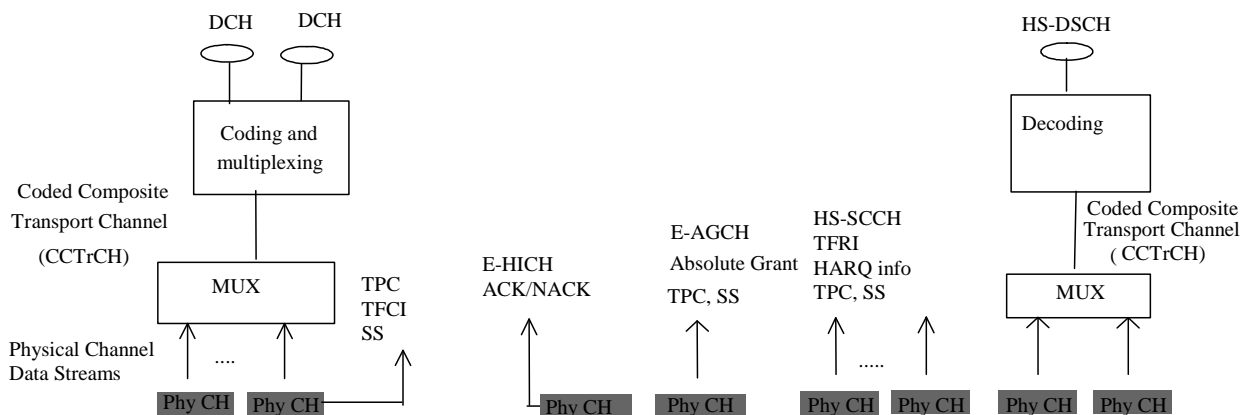 DCH
DCH
HS-DSCH
Coding and
multiplexing
Decoding
Coded Composite
Transport Channel
(CCTrCH)
Coded Composite
Transport Channel
( CCTrCH)
MUX
TPC
TFCI
SS
E-HICH
ACK/NACK
E-AGCH
Absolute Grant
TPC, SS
HS-SCCH
TFRI
HARQ info
TPC, SS
MUX
Physical Channel
Data Streams
....
.....
Phy CH
Phy CH
Phy CH
Phy CH
Phy CH
Phy CH
Phy CH
Phy CH